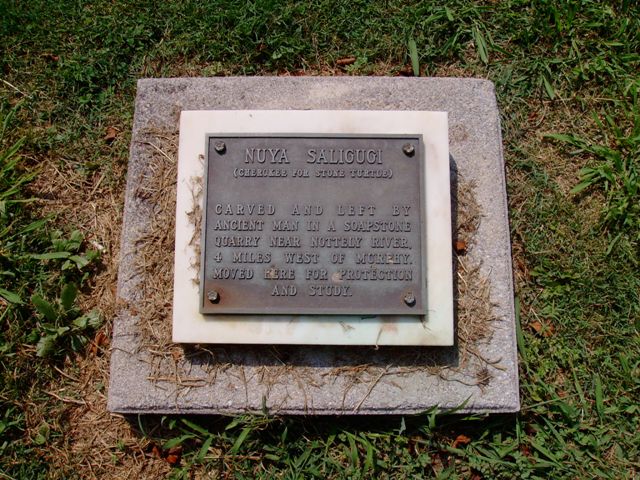 NUYA SALIGUGI
(CHEROKEE FOR STONE TURTLE)
CARVED AND LEFT BY
ANCIENT MAN IN A SOAPSTONE
QUARRY NEAR NOTTELY RIVER,
4 MILES WEST OF MURPHY.
MOVED HERE FOR PROTECTION
AND STUDY.